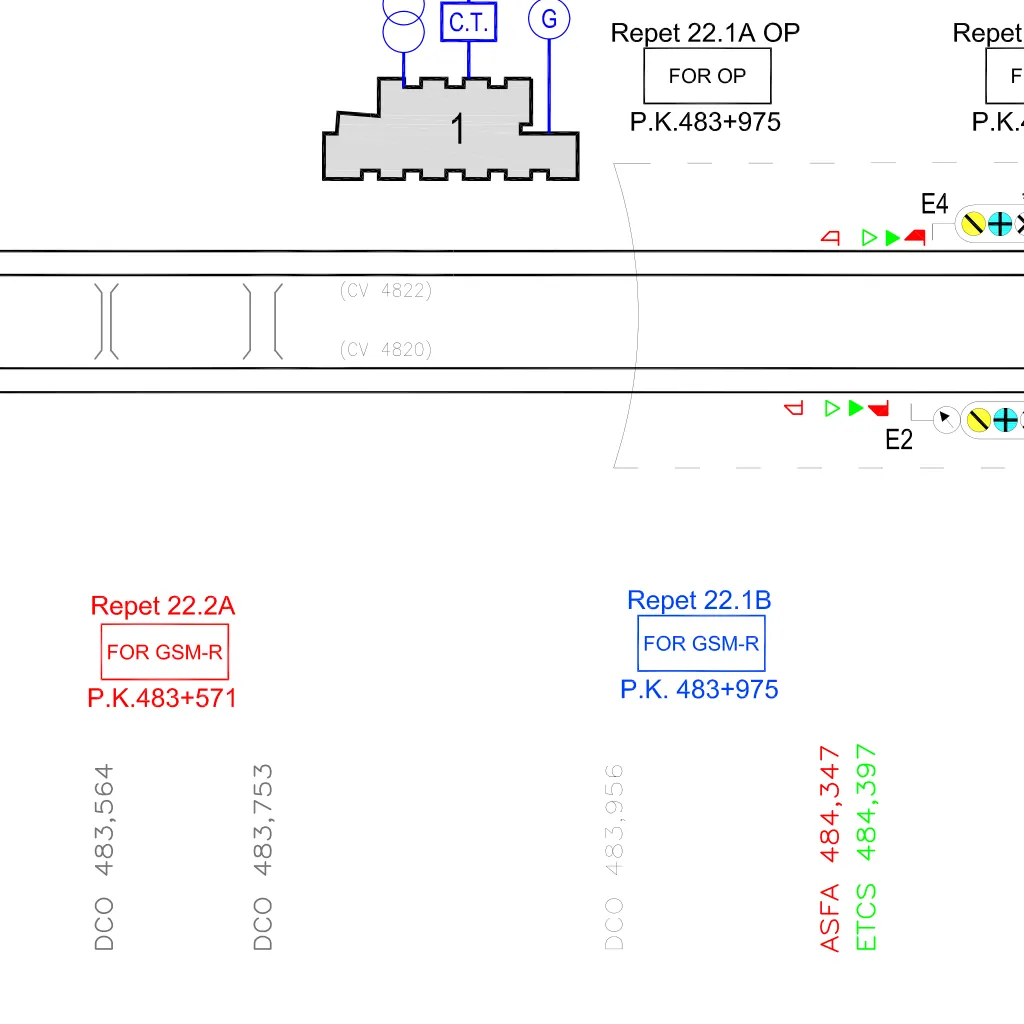 C.T.
G
Repet 22.1A OP
FOR OP
P.K.483+975
Repet
F
P.K.4
1
E4
(CV 4822)
(CV 4820)
E2
Repet 22.2A
FOR GSM-R
P.K.483+571
Repet 22.1B
FOR GSM-R
P.K. 483+975
DCO 483,564
DCO 483,753
DCO 483,956
ASFA 484,347
ETCS 484,397